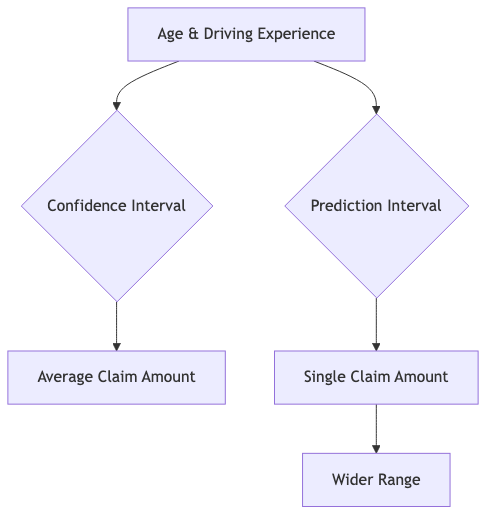 Age & Driving Experience
Confidence Interval
Prediction Interval
Average Claim Amount
Single Claim Amount
Wider Range